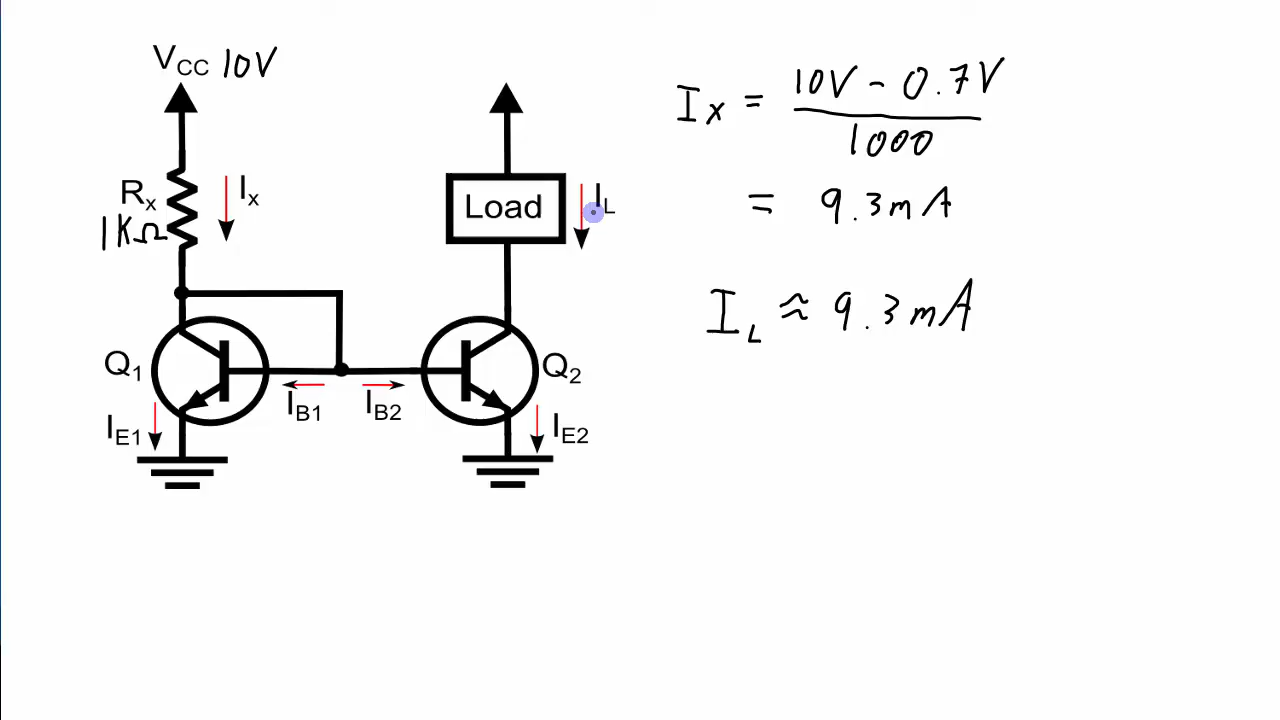 VCC 10V
Rx
1KΩ
Ix
Load
IL
Q1
Q2
IB1
IB2
IE1
IE2
Ix = 10V - 0.7V
1000
= 9.3mA
IL ≈ 9.3mA